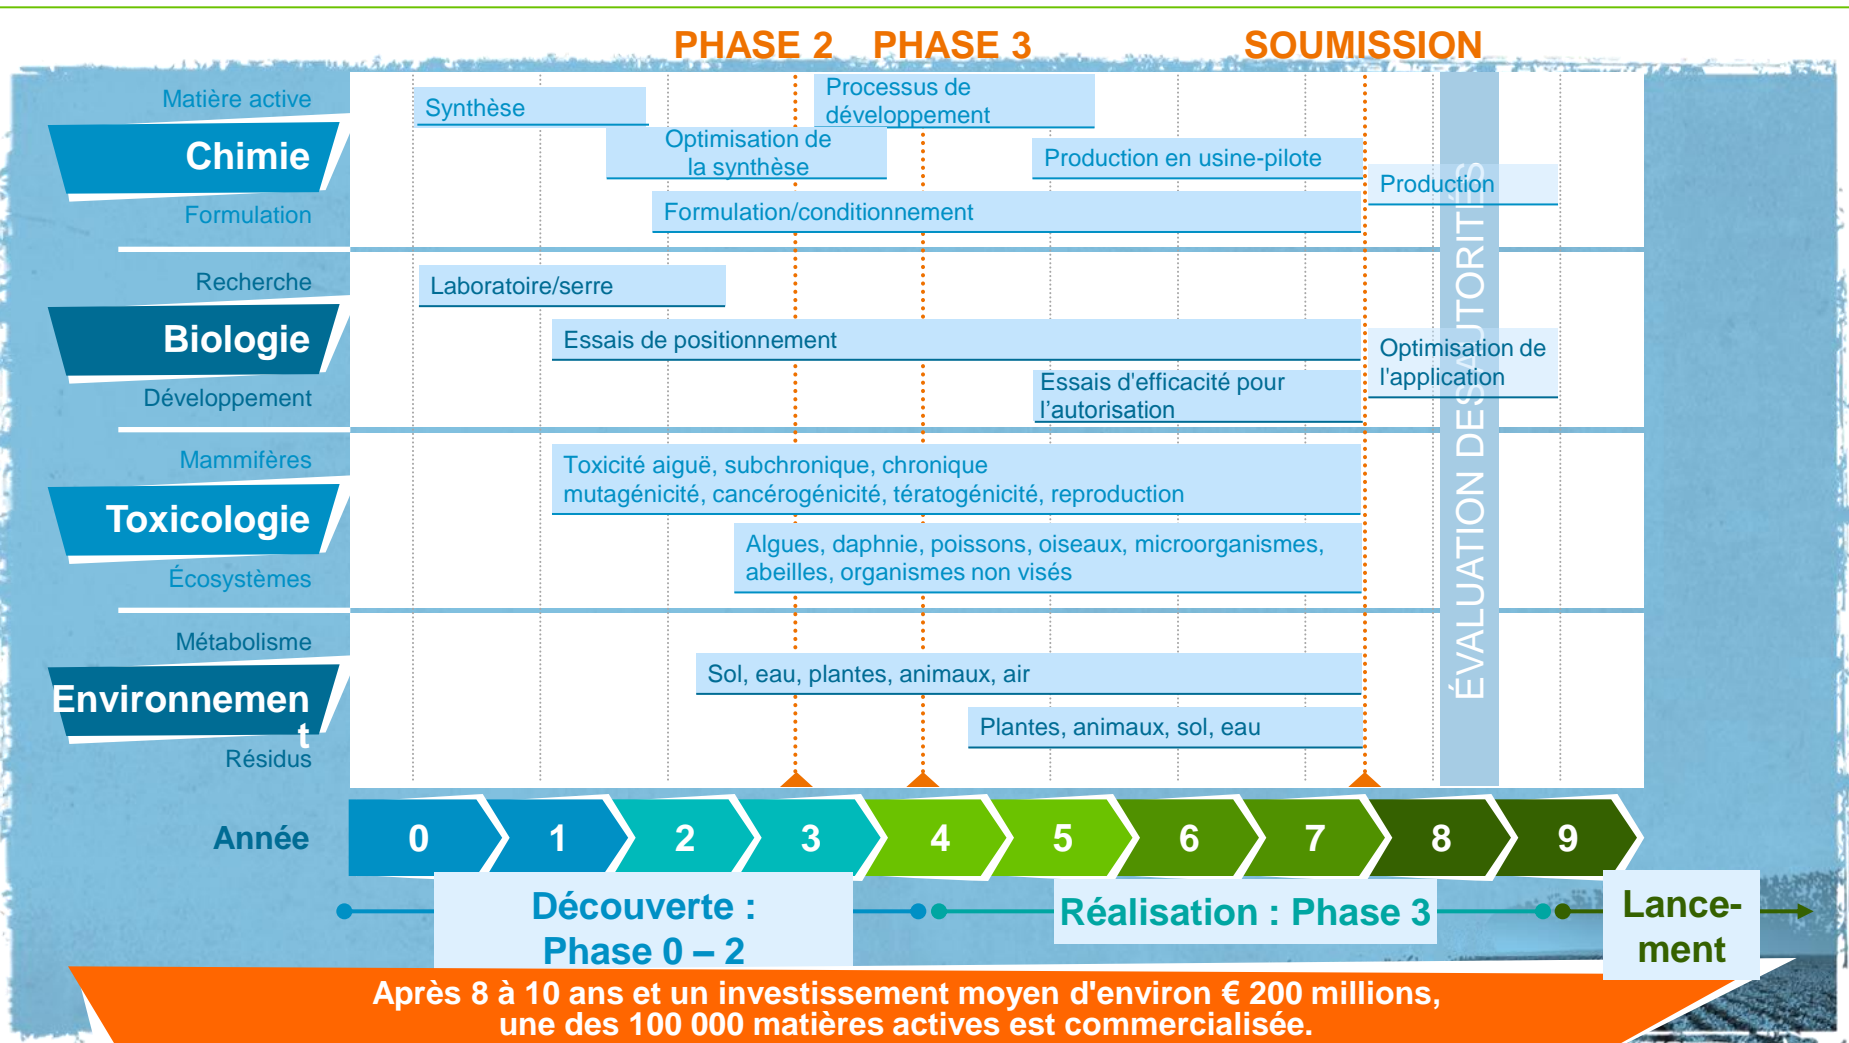 PHASE 2 PHASE 3 SOUMISSION
Matière active
Chimie
Formulation
Synthèse
Processus de
développement
Optimisation de
la synthèse
Production en usine-pilote
Production
Formulation/conditionnement
Recherche
Biologie
Développement
Laboratoire/serre
Essais de positionnement
Optimisation de
l'application
Essais d'efficacité pour
l’autorisation
Mammifères
Toxicologie
Écosystèmes
Toxicité aiguë, subchronique, chronique
mutagénicité, cancérogénicité, tératogénicité, reproduction
Algues, daphnie, poissons, oiseaux, microorganismes,
abeilles, organismes non visés
Métabolisme
Environnemen
t
Résidus
Sol, eau, plantes, animaux, air
Plantes, animaux, sol, eau
ÉVALUATION DES AUTORITÉS
Année 0 1 2 3 4 5 6 7 8 9
Découverte :
Phase 0 – 2
Réalisation : Phase 3
Lance-
ment
Après 8 à 10 ans et un investissement moyen d'environ € 200 millions,
une des 100 000 matières actives est commercialisée.